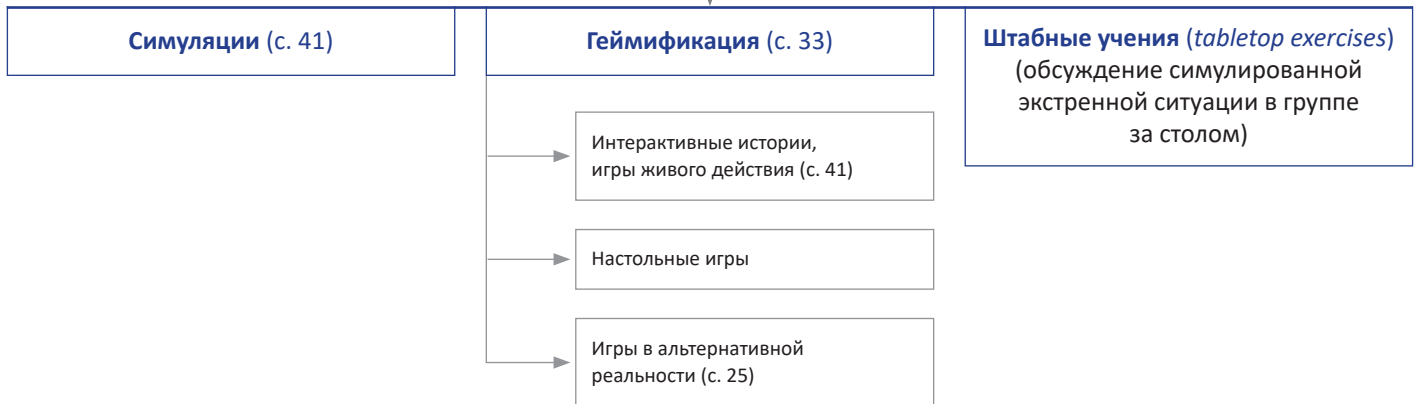 Симуляции (с. 41)
Геймификация (с. 33)
Штабные учения (tabletop exercises)
(обсуждение симулированной
экстренной ситуации в группе
за столом)
Интерактивные истории,
игры живого действия (с. 41)
Настольные игры
Игры в альтернативной
реальности (с. 25)